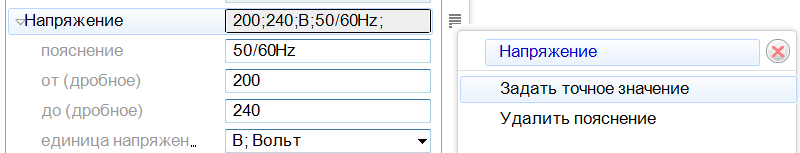 Напряжение 200;240;В;50/60Hz;
пояснение 50/60Hz
от (дробное) 200
до (дробное) 240
единица напряжен... В; Вольт
Напряжение
Задать точное значение
Удалить пояснение